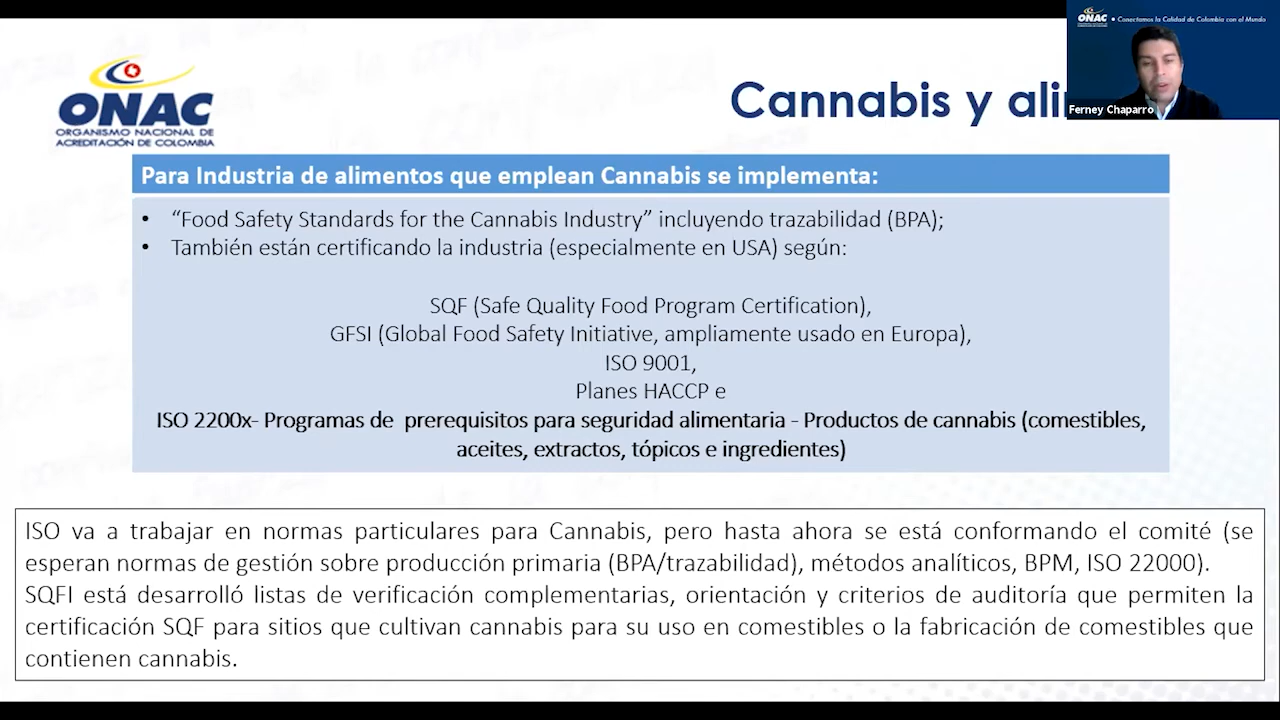 ONAC
ORGANISMO NACIONAL DE
ACREDITACIÓN DE COLOMBIA
Cannabis y ali
ONAC
Conectamos la Calidad de Colombia con el Mundo
Ferney Chaparro
Para Industria de alimentos que emplean Cannabis se implementa:
• “Food Safety Standards for the Cannabis Industry” incluyendo trazabilidad (BPA);
• También están certificando la industria (especialmente en USA) según:
SQF (Safe Quality Food Program Certification),
GFSI (Global Food Safety Initiative, ampliamente usado en Europa),
ISO 9001,
Planes HACCP e
ISO 2200x- Programas de prerequisitos para seguridad alimentaria - Productos de cannabis (comestibles,
aceites, extractos, tópicos e ingredientes)
ISO va a trabajar en normas particulares para Cannabis, pero hasta ahora se está conformando el comité (se
esperan normas de gestión sobre producción primaria (BPA/trazabilidad), métodos analíticos, BPM, ISO 22000).
SQFI está desarrolló listas de verificación complementarias, orientación y criterios de auditoría que permiten la
certificación SQF para sitios que cultivan cannabis para su uso en comestibles o la fabricación de comestibles que
contienen cannabis.